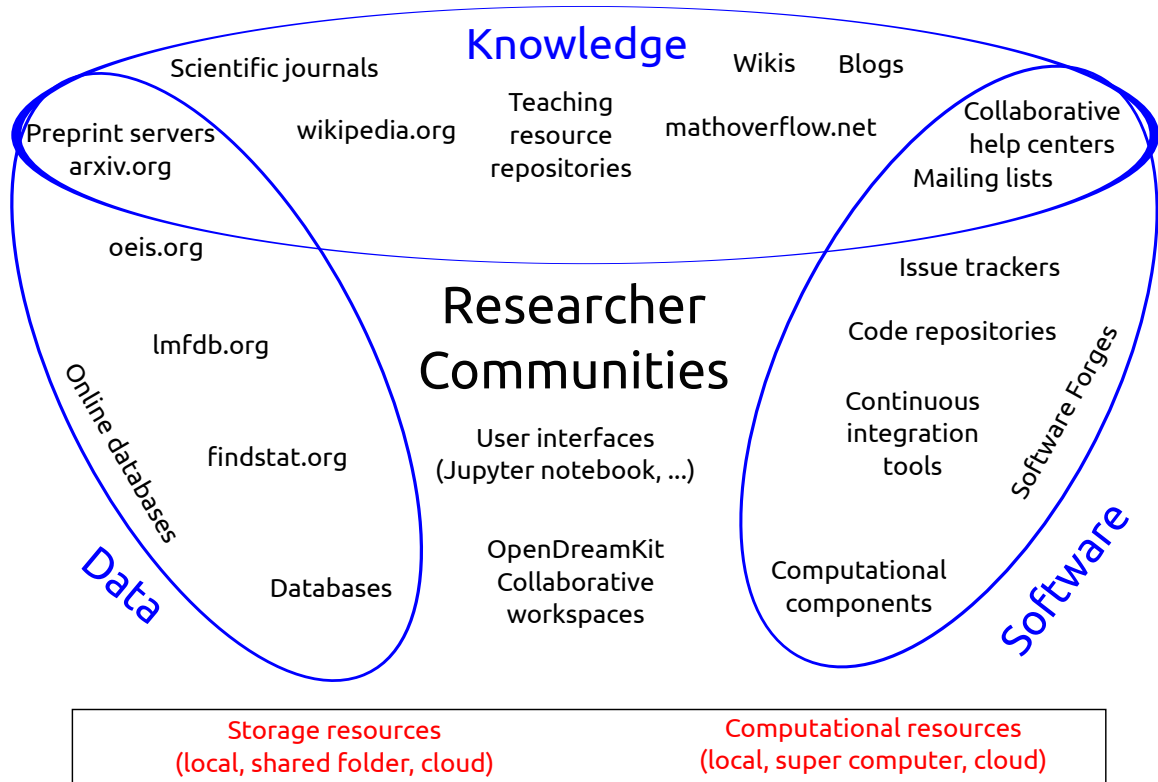 Knowledge
Scientific journals
Wikis
Blogs
Preprint servers
arxiv.org
wikipedia.org
Teaching
resource
repositories
mathoverflow.net
Collaborative
help centers
Mailing lists
oeis.org
lmfdb.org
Online databases
findstat.org
Databases
Data
Researcher
Communities
User interfaces
(Jupyter notebook, ...)
OpenDreamKit
Collaborative
workspaces
Issue trackers
Code repositories
Continuous
integration
tools
Software Forges
Computational
components
Software
Storage resources
(local, shared folder, cloud)
Computational resources
(local, super computer, cloud)